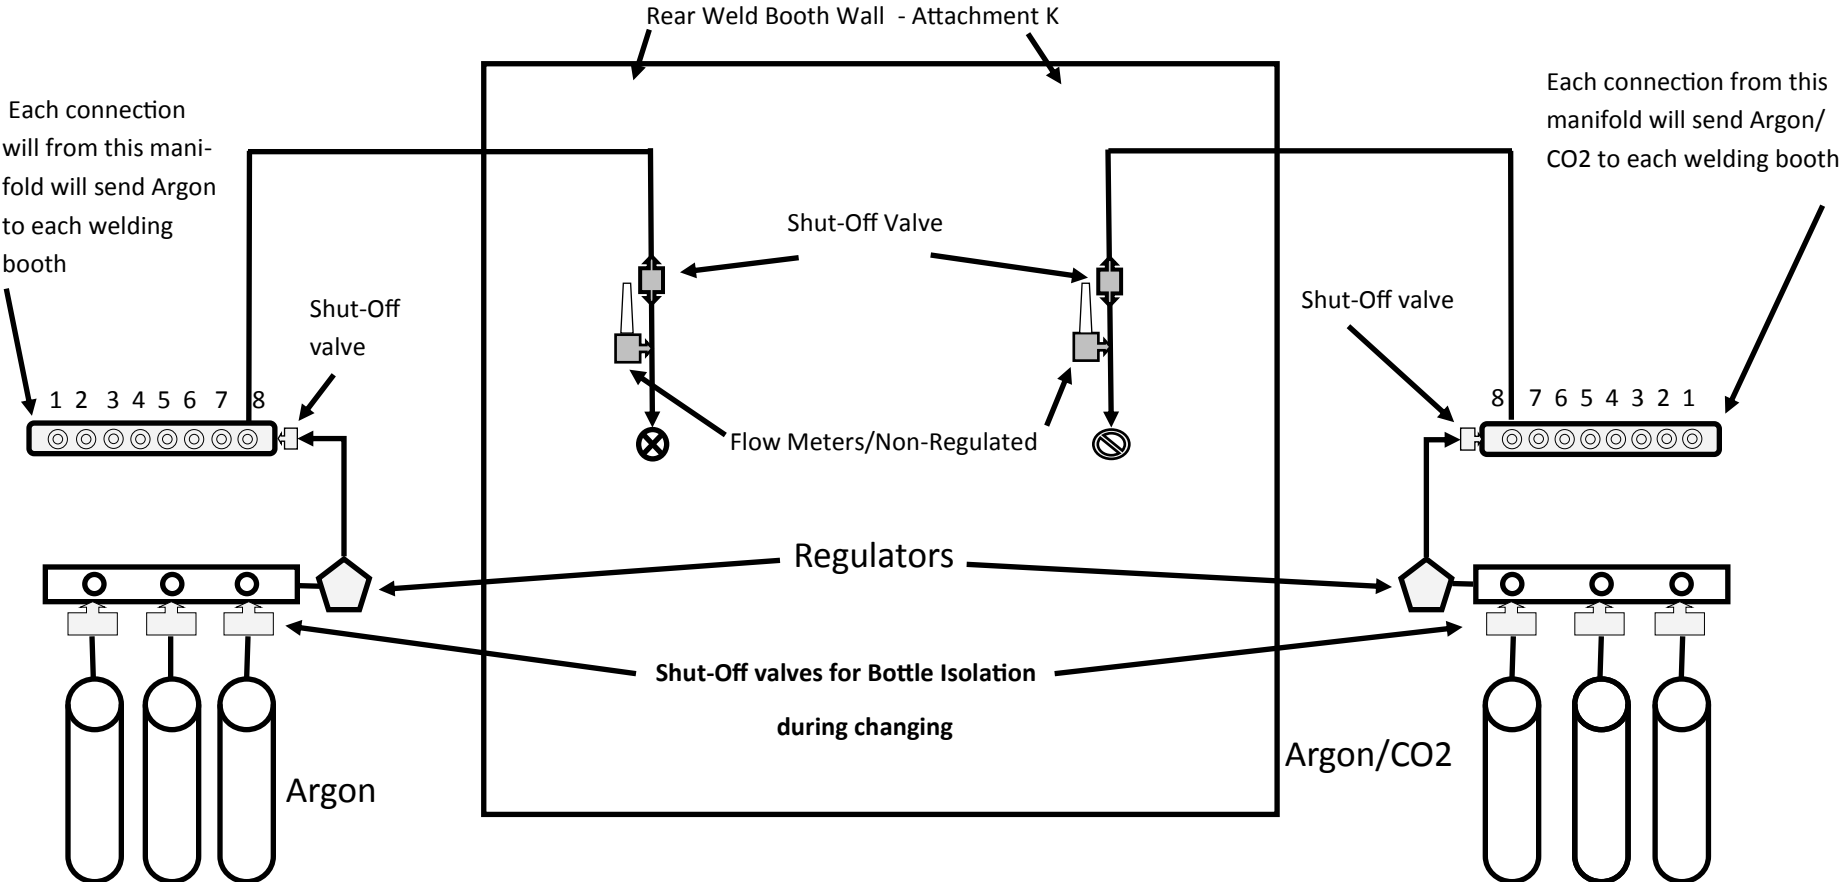 Rear Weld Booth Wall - Attachment K
Each connection
will from this mani-
fold will send Argon
to each welding
booth
Each connection from this
manifold will send Argon/
CO2 to each welding booth
Shut-Off Valve
Shut-Off
valve
Shut-Off valve
1 2 3 4 5 6 7 8
8 7 6 5 4 3 2 1
Flow Meters/Non-Regulated
Regulators
Shut-Off valves for Bottle Isolation
during changing
Argon
Argon/CO2